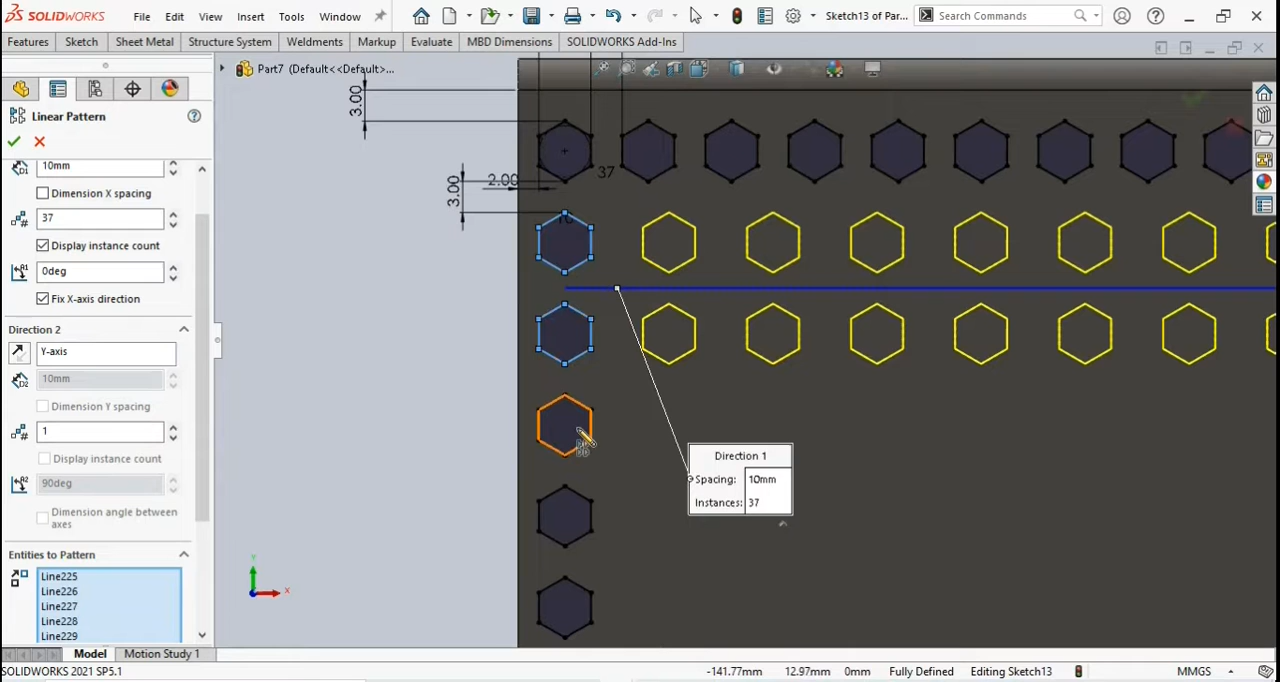 SOLIDWORKS File Edit View Insert Tools Window Sketch13 of Par... Search Commands
Features Sketch Sheet Metal Structure System Weldments Markup Evaluate MBD Dimensions SOLIDWORKS Add-Ins
Part7 (Default<<Default>...
Linear Pattern
10mm
Dimension X spacing
37
Display instance count
0deg
Fix X-axis direction
Direction 2
Y-axis
10mm
Dimension Y spacing
1
Display instance count
90deg
Dimension angle between
axes
Entities to Pattern
Line225
Line226
Line227
Line228
Line229
3.00
37
2.00
3.00
Direction 1
Spacing: 10mm
Instances: 37
Y
X
Model Motion Study 1
SOLIDWORKS 2021 SP5.1 -141.77mm 12.97mm 0mm Fully Defined Editing Sketch13 MMGS